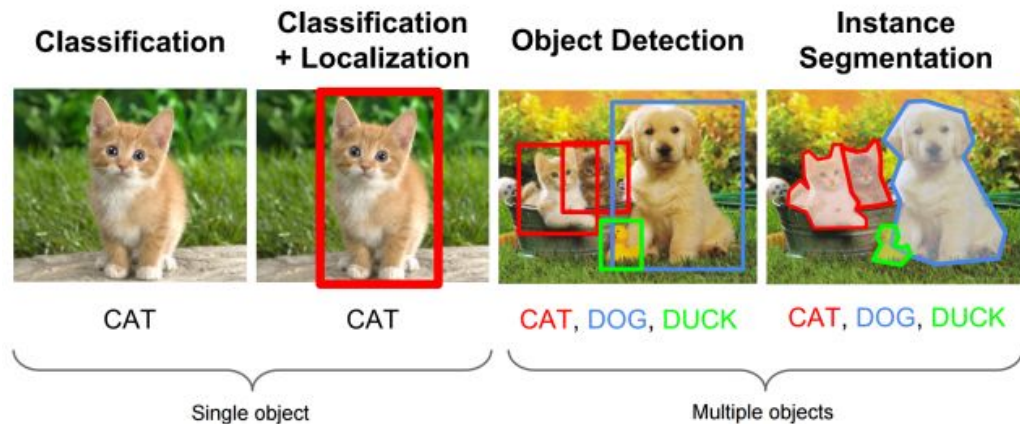 Classification
Classification
+ Localization
Object Detection
Instance
Segmentation
CAT
CAT
CAT, DOG, DUCK
CAT, DOG, DUCK
Single object
Multiple objects